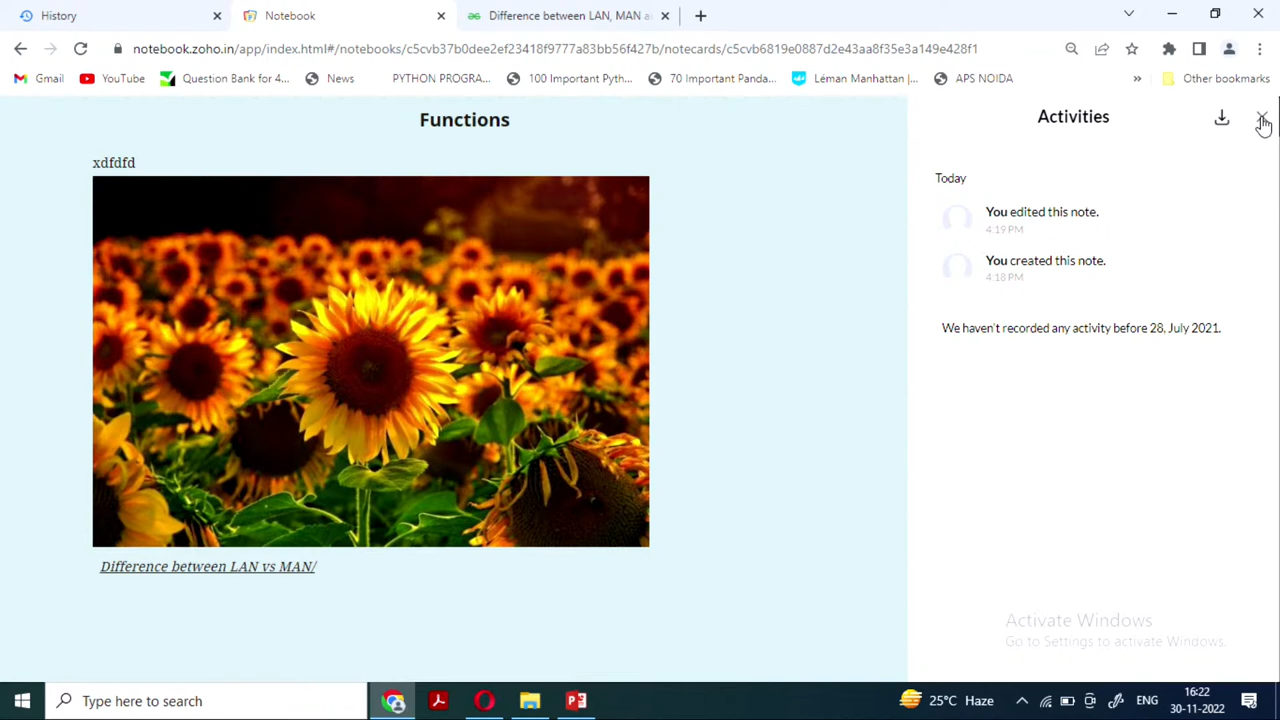 History
Notebook
Difference between LAN, MAN a
notebook.zoho.in/app/index.html#/notebooks/c5cvb37b0dee2ef23418f9777a83bb56f427b/notecards/c5cvb6819e0887d2e43aa8f35e3a149e428f1
Gmail
YouTube
Question Bank for 4...
News
PYTHON PROGRA...
100 Important Pyth...
70 Important Panda...
Léman Manhattan |...
APS NOIDA
»
Other bookmarks
Functions
xdfdfd
Difference between LAN vs MAN/
Activities
Today
You edited this note.
4:19 PM
You created this note.
4:18 PM
We haven't recorded any activity before 28, July 2021.
Activate Windows
Go to Settings to activate Windows.
Type here to search
25°C Haze
ENG
16:22
30-11-2022